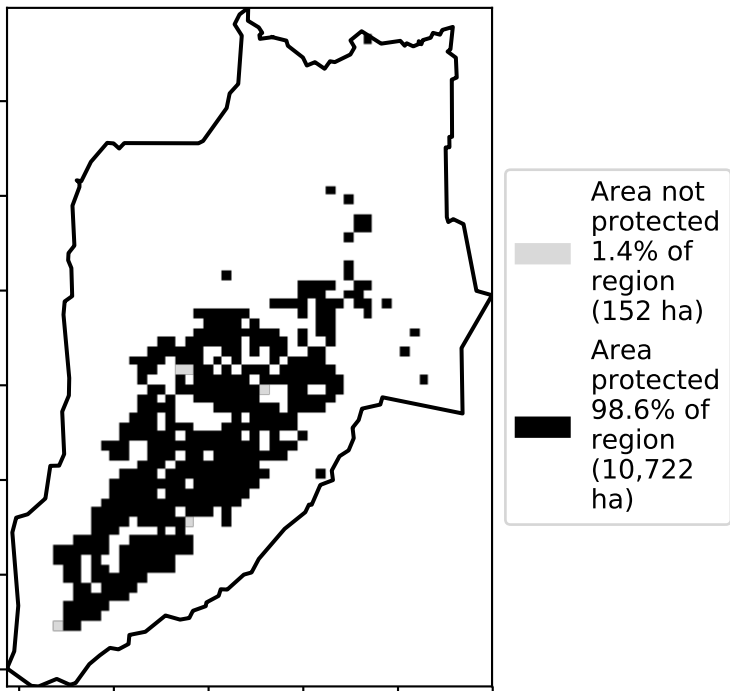 Area not
protected
1.4% of
region
(152 ha)
Area
protected
98.6% of
region
(10,722
ha)